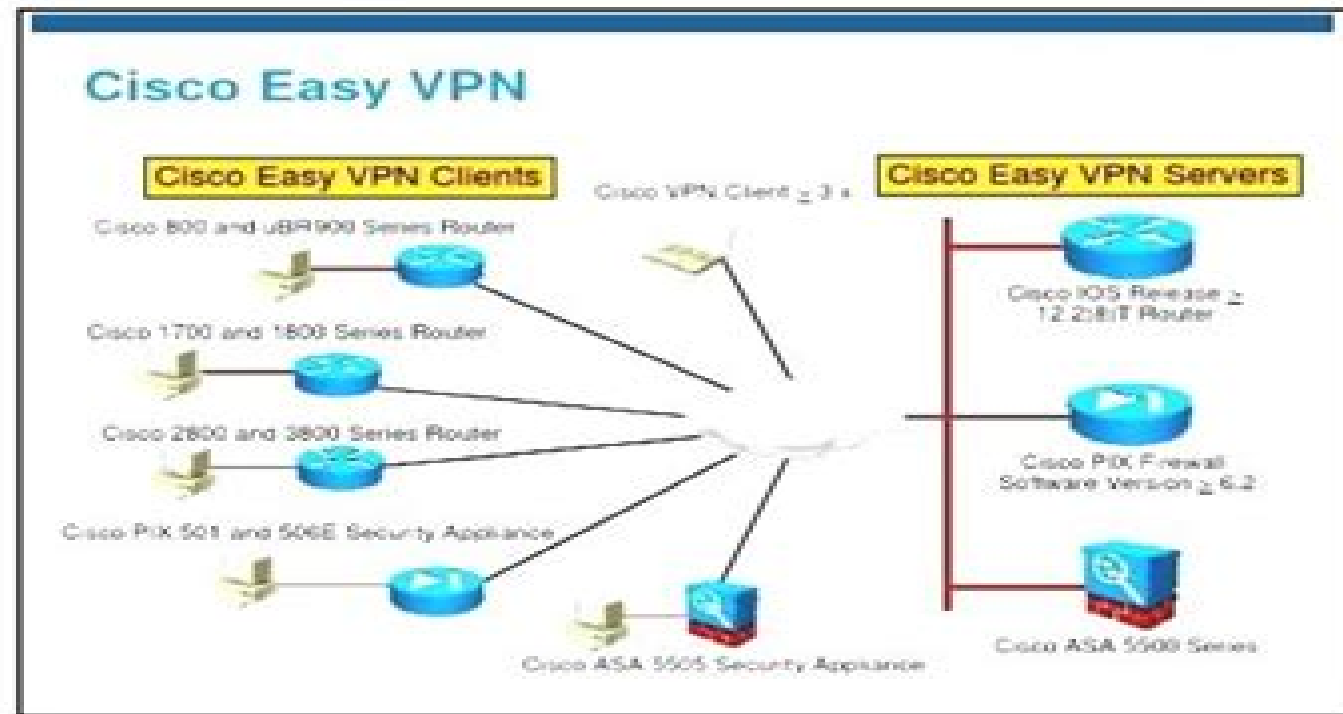 Cisco Easy VPN
Cisco Easy VPN Clients
Cisco VPN Client ≥ 3.x
Cisco Easy VPN Servers
Cisco 800 and uBR900 Series Router
Cisco IOS Release ≥
12.2(8)T Router
Cisco 1700 and 1800 Series Router
Cisco 2800 and 3800 Series Router
Cisco PIX Firewall
Software Version ≥ 6.2
Cisco PIX 501 and 506E Security Appliance
Cisco ASA 5505 Security Appliance
Cisco ASA 5500 Series